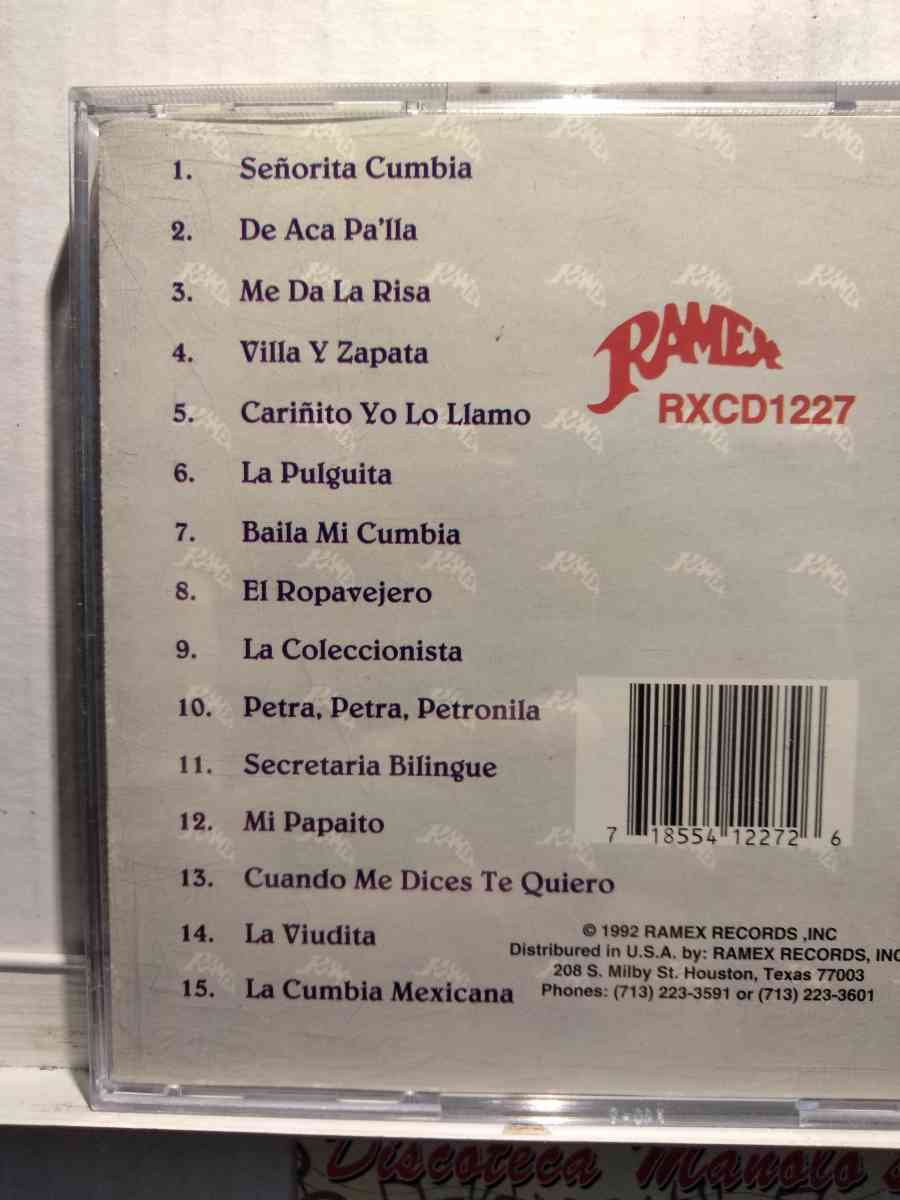 1. Señorita Cumbia
2. De Aca Pa'lla
3. Me Da La Risa
4. Villa Y Zapata
5. Cariñito Yo Lo Llamo
6. La Pulguita
7. Baila Mi Cumbia
8. El Ropavejero
9. La Coleccionista
10. Petra, Petra, Petronila
11. Secretaria Bilingue
12. Mi Papaito
13. Cuando Me Dices Te Quiero
14. La Viudita
15. La Cumbia Mexicana
RAMEX
RXCD1227
7 18554 12272 6
© 1992 RAMEX RECORDS ,INC
Distributed in U.S.A. by: RAMEX RECORDS, INC
208 S. Milby St. Houston, Texas 77003
Phones: (713) 223-3591 or (713) 223-3601
Discoteca Manolo's